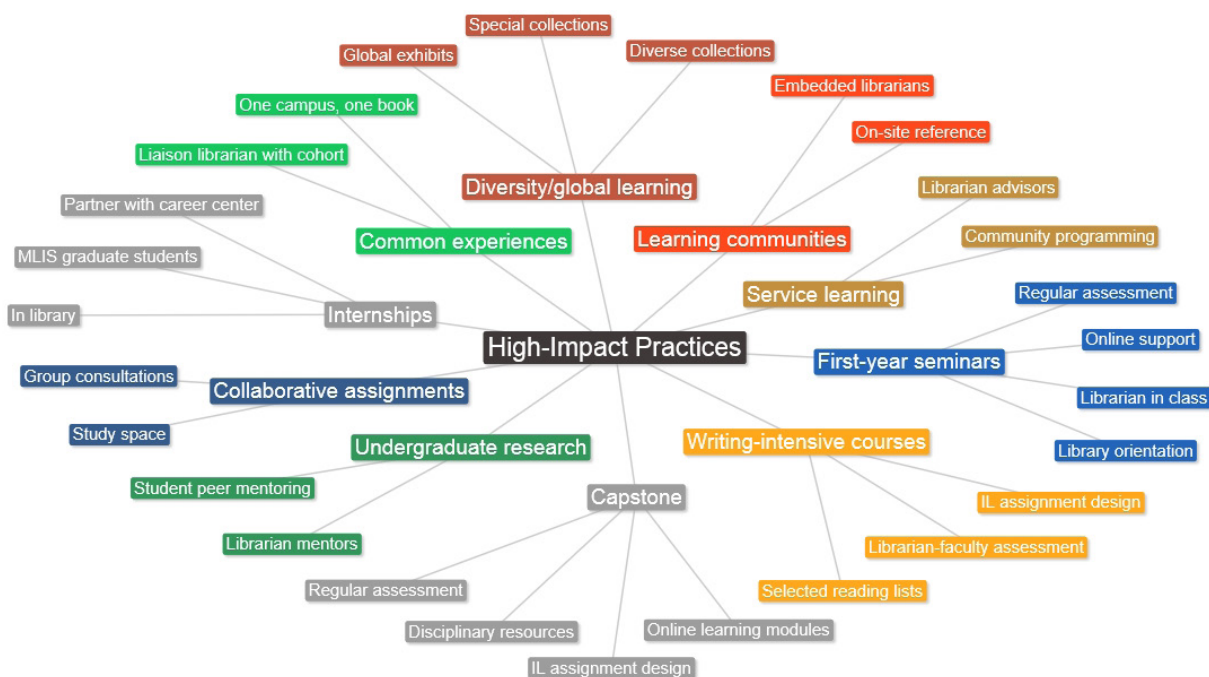 Special collections
Global exhibits
Diverse collections
Embedded librarians
One campus, one book
On-site reference
Liaison librarian with cohort
Diversity/global learning
Librarian advisors
Partner with career center
Common experiences
Learning communities
Community programming
MLIS graduate students
Service learning
Regular assessment
In library
Internships
High-Impact Practices
Online support
First-year seminars
Group consultations
Collaborative assignments
Librarian in class
Study space
Undergraduate research
Writing-intensive courses
Library orientation
Student peer mentoring
Capstone
IL assignment design
Librarian mentors
Librarian-faculty assessment
Regular assessment
Selected reading lists
Disciplinary resources
Online learning modules
IL assignment design